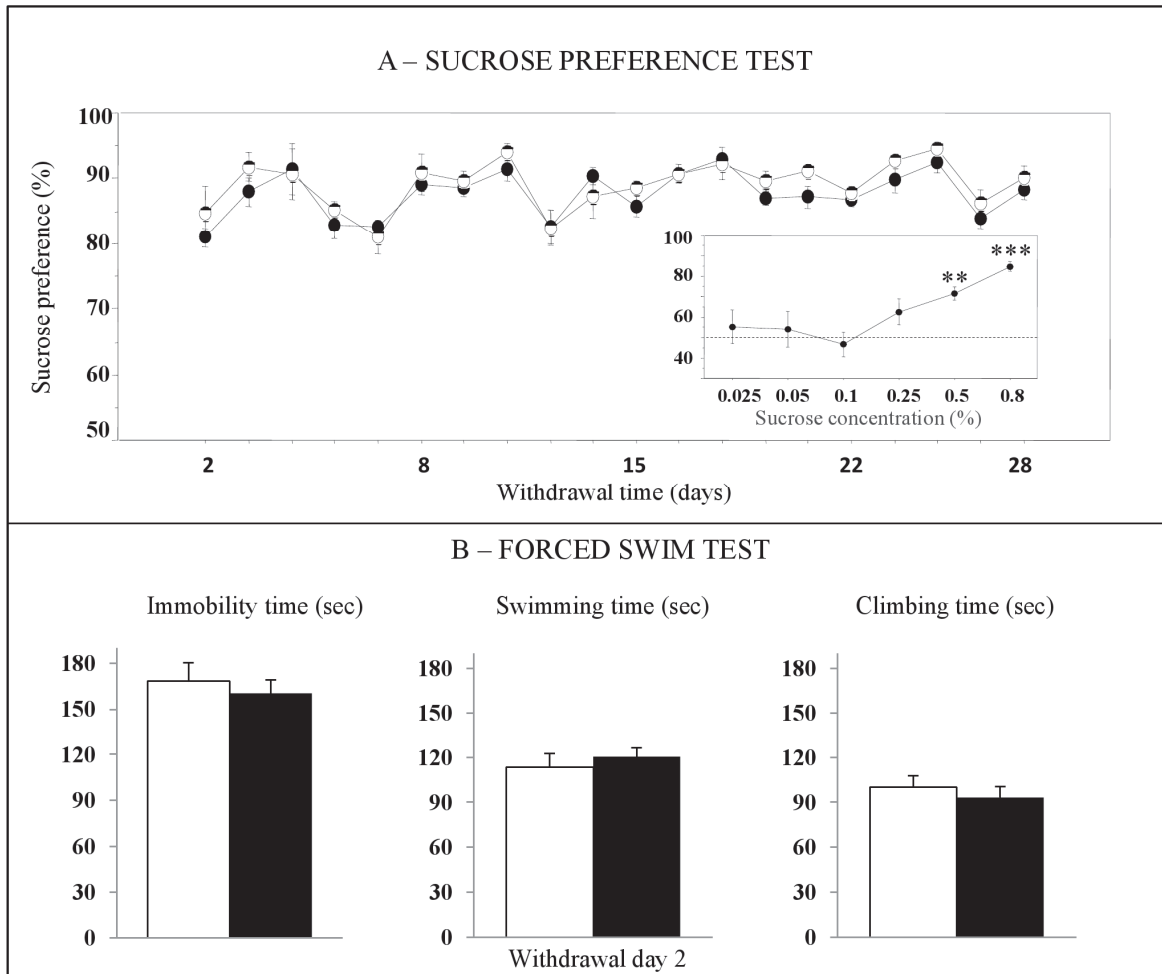 A – SUCROSE PREFERENCE TEST
Sucrose preference (%)
100
90
80
70
60
50
2 8 15 22 28
Withdrawal time (days)
100
80
60
40
** ***
0.025 0.05 0.1 0.25 0.5 0.8
Sucrose concentration (%)
B – FORCED SWIM TEST
Immobility time (sec)
180
150
120
90
60
30
0
Swimming time (sec)
180
150
120
90
60
30
0
Withdrawal day 2
Climbing time (sec)
180
150
120
90
60
30
0